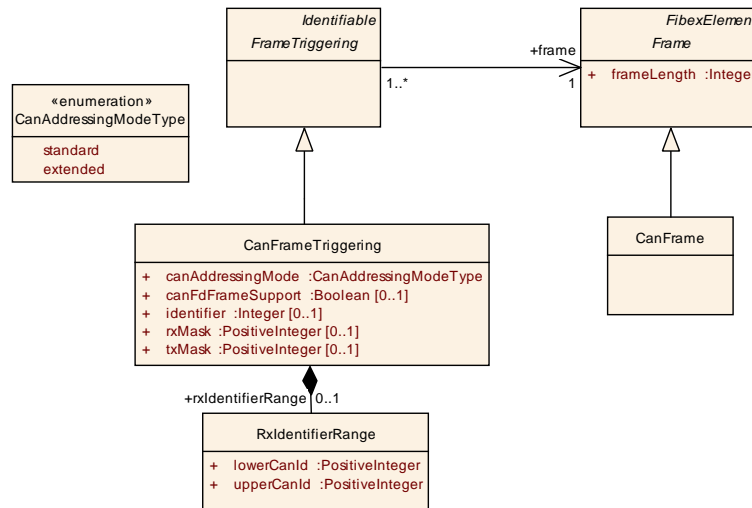 Identifiable
FrameTriggering
FibexElemen
Frame
+ frameLength :Intege
+frame
1..*
1
«enumeration»
CanAddressingModeType
standard
extended
CanFrameTriggering
+ canAddressingMode :CanAddressingModeType
+ canFdFrameSupport :Boolean [0..1]
+ identifier :Integer [0..1]
+ rxMask :PositiveInteger [0..1]
+ txMask :PositiveInteger [0..1]
CanFrame
+rxIdentifierRange 0..1
RxIdentifierRange
+ lowerCanId :PositiveInteger
+ upperCanId :PositiveInteger